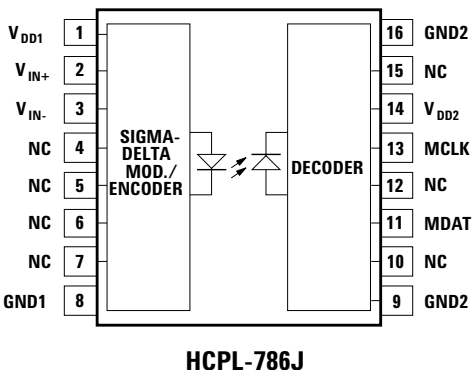 V_DD1 1 16 GND2
V_IN+ 2 15 NC
V_IN- 3 14 V_DD2
NC 4 SIGMA- 13 MCLK
DELTA
MOD./ DECODER
NC 5 ENCODER 12 NC
NC 6 11 MDAT
NC 7 10 NC
GND1 8 9 GND2
HCPL-786J